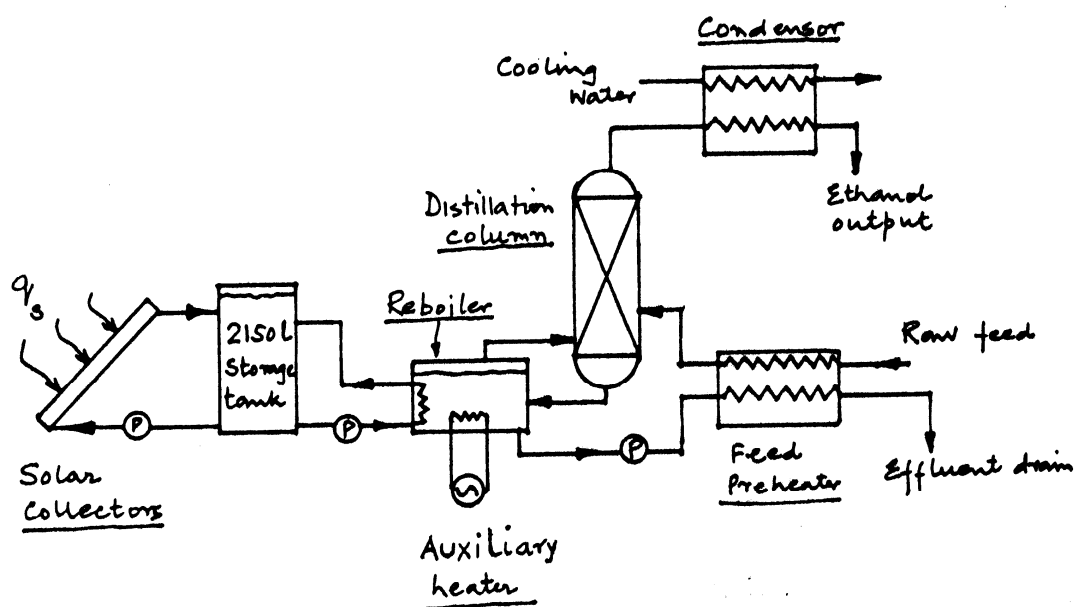 Condensor
Cooling
Water
Ethanol
output
Distillation
column
q_s
Reboiler
2150 L
Storage
tank
Raw feed
P
P
P
Feed
Preheater
Effluent drain
Solar
Collectors
Auxiliary
heater